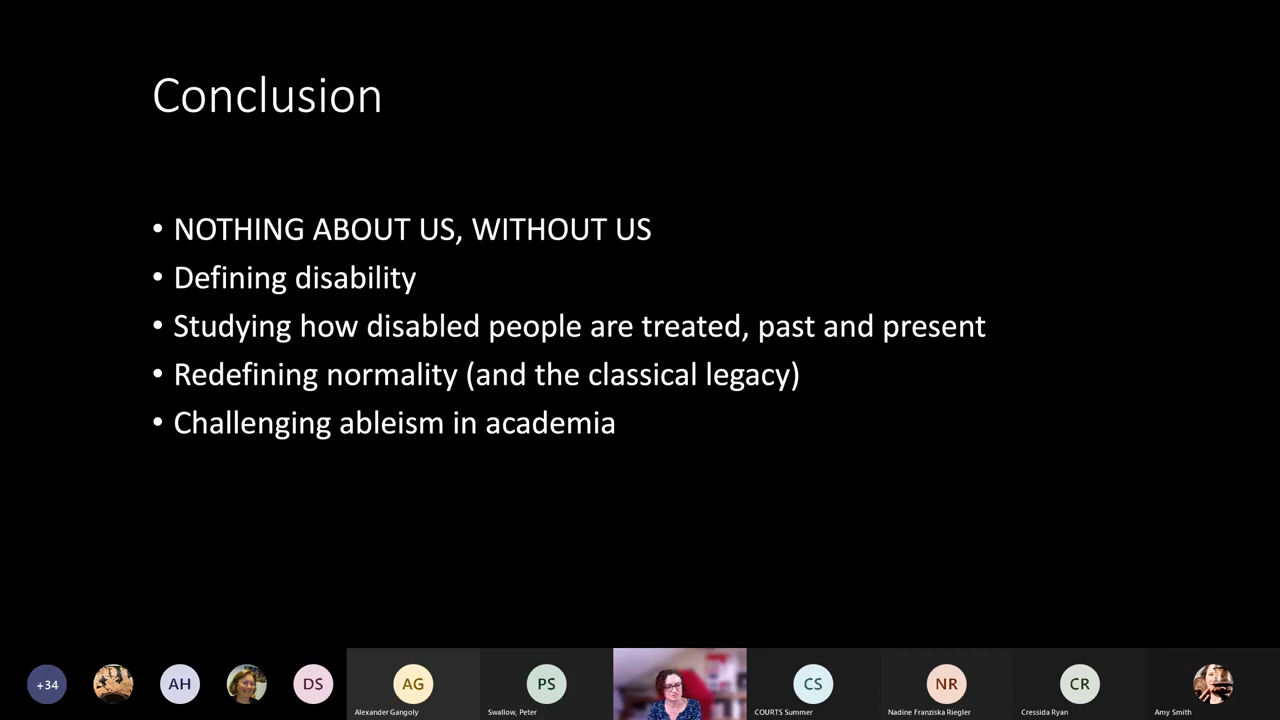 Conclusion
• NOTHING ABOUT US, WITHOUT US
• Defining disability
• Studying how disabled people are treated, past and present
• Redefining normality (and the classical legacy)
• Challenging ableism in academia
+34
AH
DS
AG
PS
CS
NR
CR
Alexander Gangoly
Swallow, Peter
COURTS Summer
Nadine Franziska Riegler
Cressida Ryan
Amy Smith